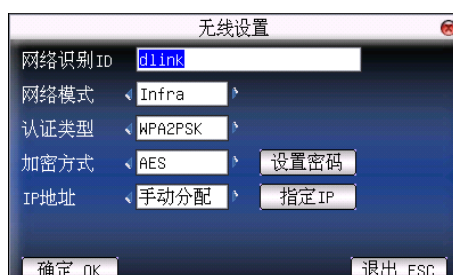 无线设置
网络识别ID dlink
网络模式 Infra
认证类型 WPA2PSK
加密方式 AES 设置密码
IP地址 手动分配 指定IP
确定 OK 退出 ESC